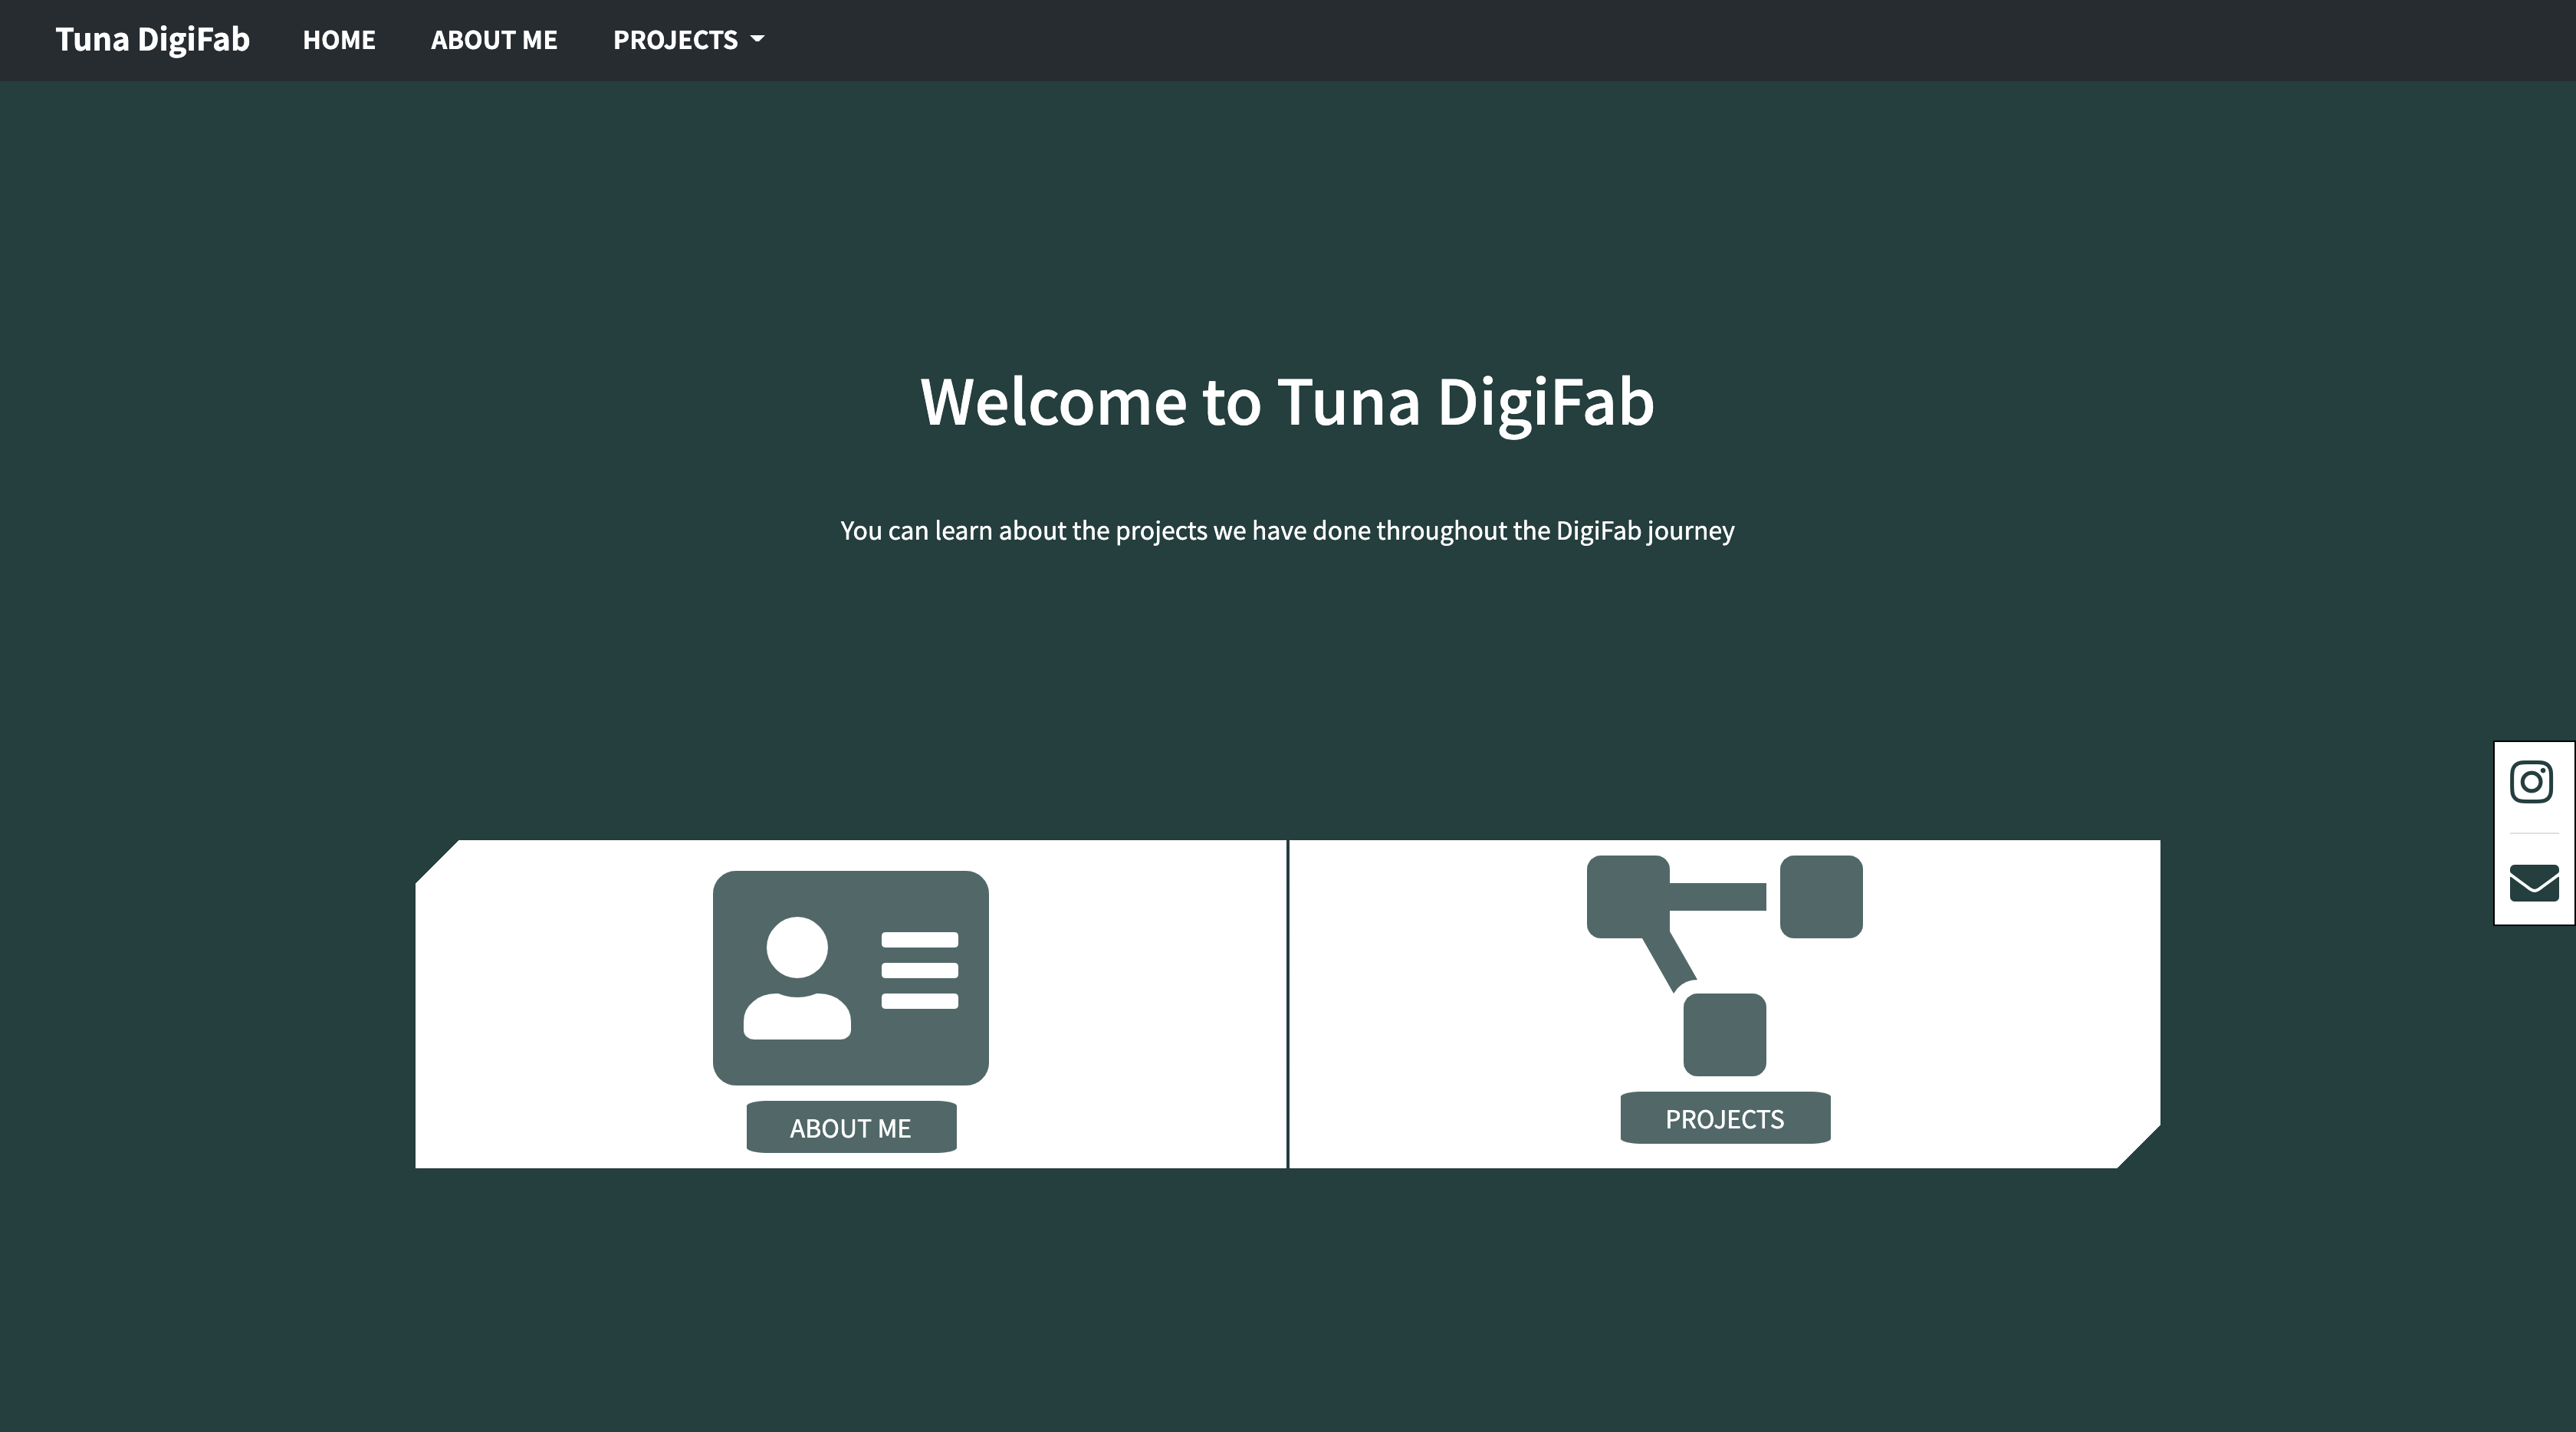 Tuna DigiFab HOME ABOUT ME PROJECTS
Welcome to Tuna DigiFab
You can learn about the projects we have done throughout the DigiFab journey
ABOUT ME
PROJECTS